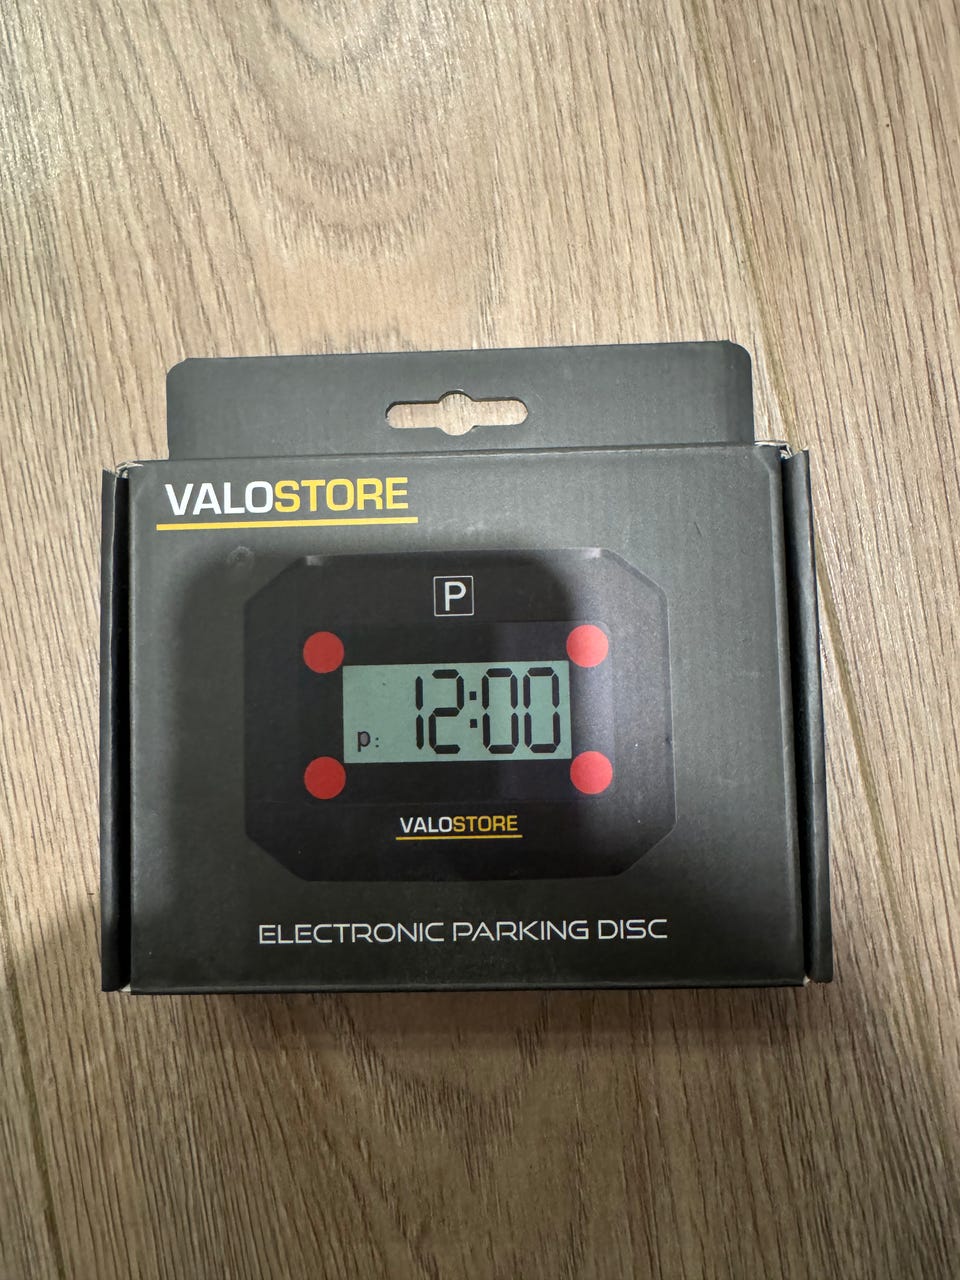 VALOSTORE
P
p: 12:00
VALOSTORE
ELECTRONIC PARKING DISC